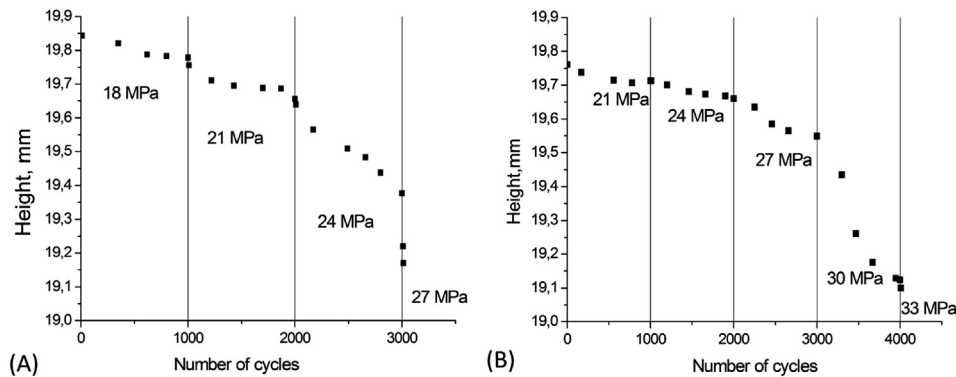 19,9
19,8
19,7
19,6
19,5
19,4
19,3
19,2
19,1
19,0
Height, mm
18 MPa
21 MPa
24 MPa
27 MPa
0 1000 2000 3000
Number of cycles
(A)
19,9
19,8
19,7
19,6
19,5
19,4
19,3
19,2
19,1
19,0
Height,mm
21 MPa
24 MPa
27 MPa
30 MPa
33 MPa
0 1000 2000 3000 4000
Number of cycles
(B)